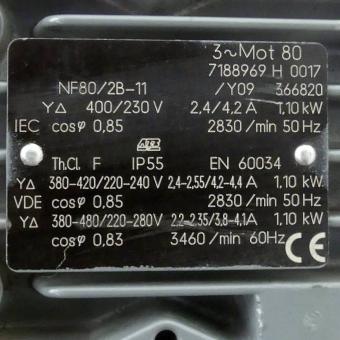 3~Mot 80
7188969 H 0017
NF80/2B-11 /Y09 366820
Y∆ 400/230 V 2,4/4,2 A 1,10 kW
IEC cosφ 0,85 2830/min 50 Hz
Th.Cl. F IP55 EN 60034
Y∆ 380-420/220-240 V 2,4-2,55/4,2-4,4 A 1,10 kW
VDE cosφ 0,85 2830/min 50 Hz
Y∆ 380-480/220-280V 2,2-2,35/3,8-4,1A 1,10 kW
cosφ 0,83 3460/min 60Hz CE